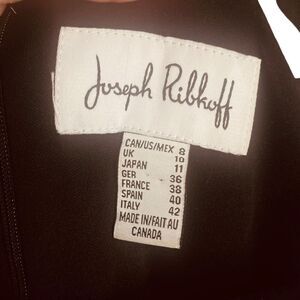 Joseph Ribkoff
CAN/US/MEX 8
UK 10
JAPAN 11
GER 36
FRANCE 38
SPAIN 40
ITALY 42
MADE IN/FAIT AU
CANADA